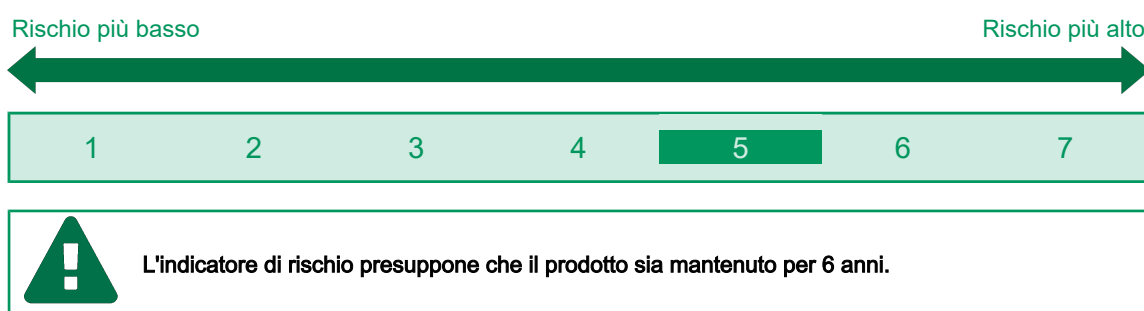 Rischio più basso Rischio più alto
1 2 3 4 5 6 7
L'indicatore di rischio presuppone che il prodotto sia mantenuto per 6 anni.